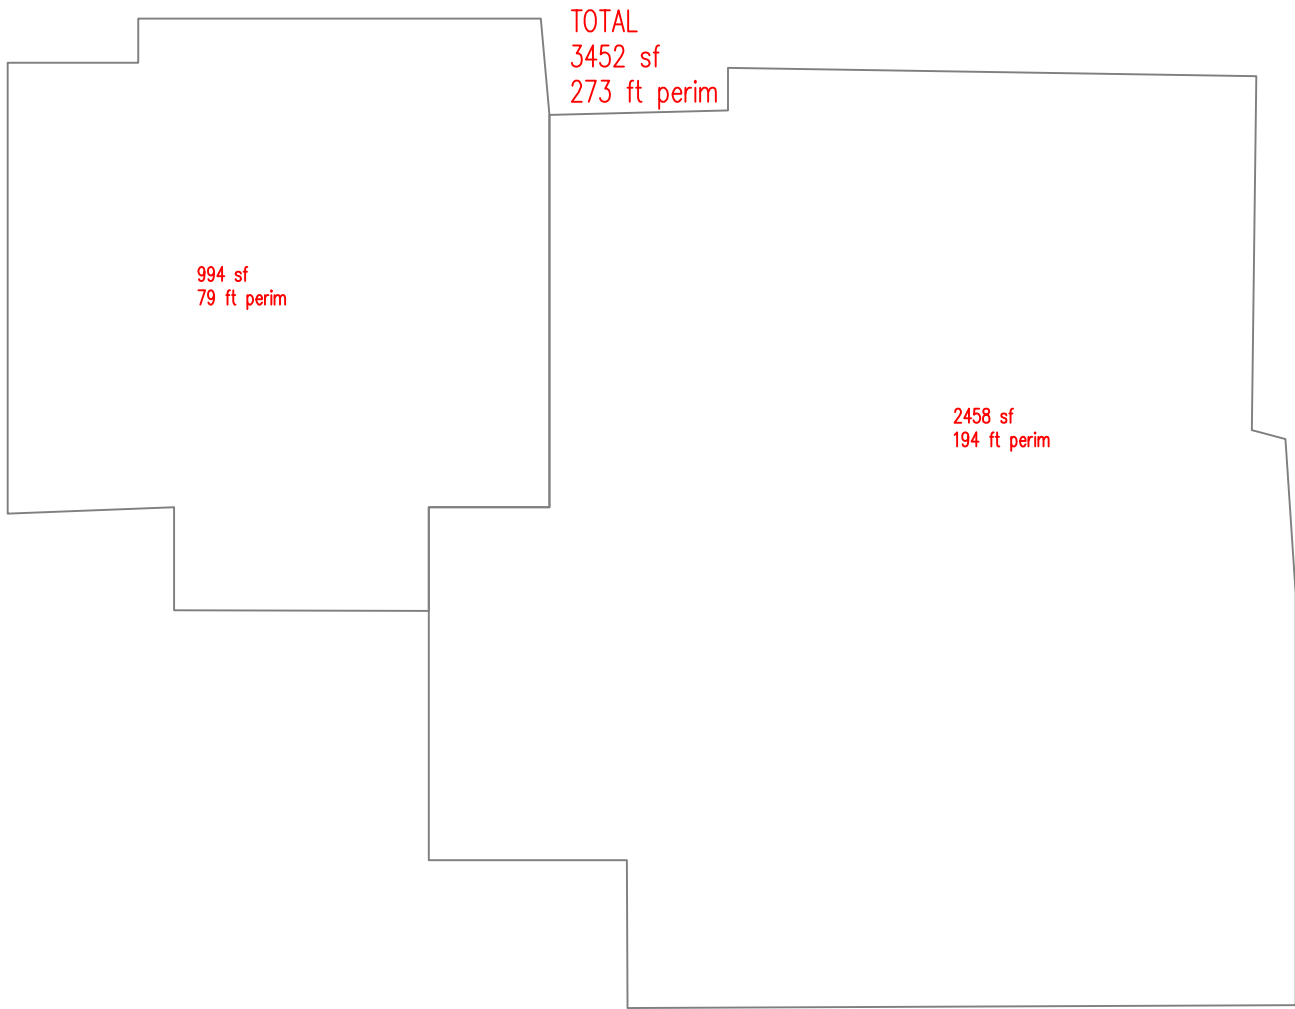 TOTAL
3452 sf
273 ft perim
994 sf
79 ft perim
2458 sf
194 ft perim